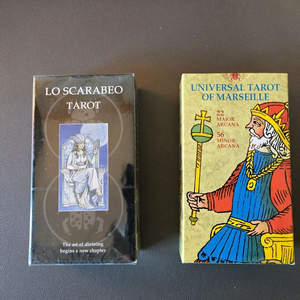 LO SCARABEO
TAROT
The art of divining
begins a new chapter
UNIVERSAL TAROT
OF MARSEILLE
22
MAJOR
ARCANA
56
MINOR
ARCANA